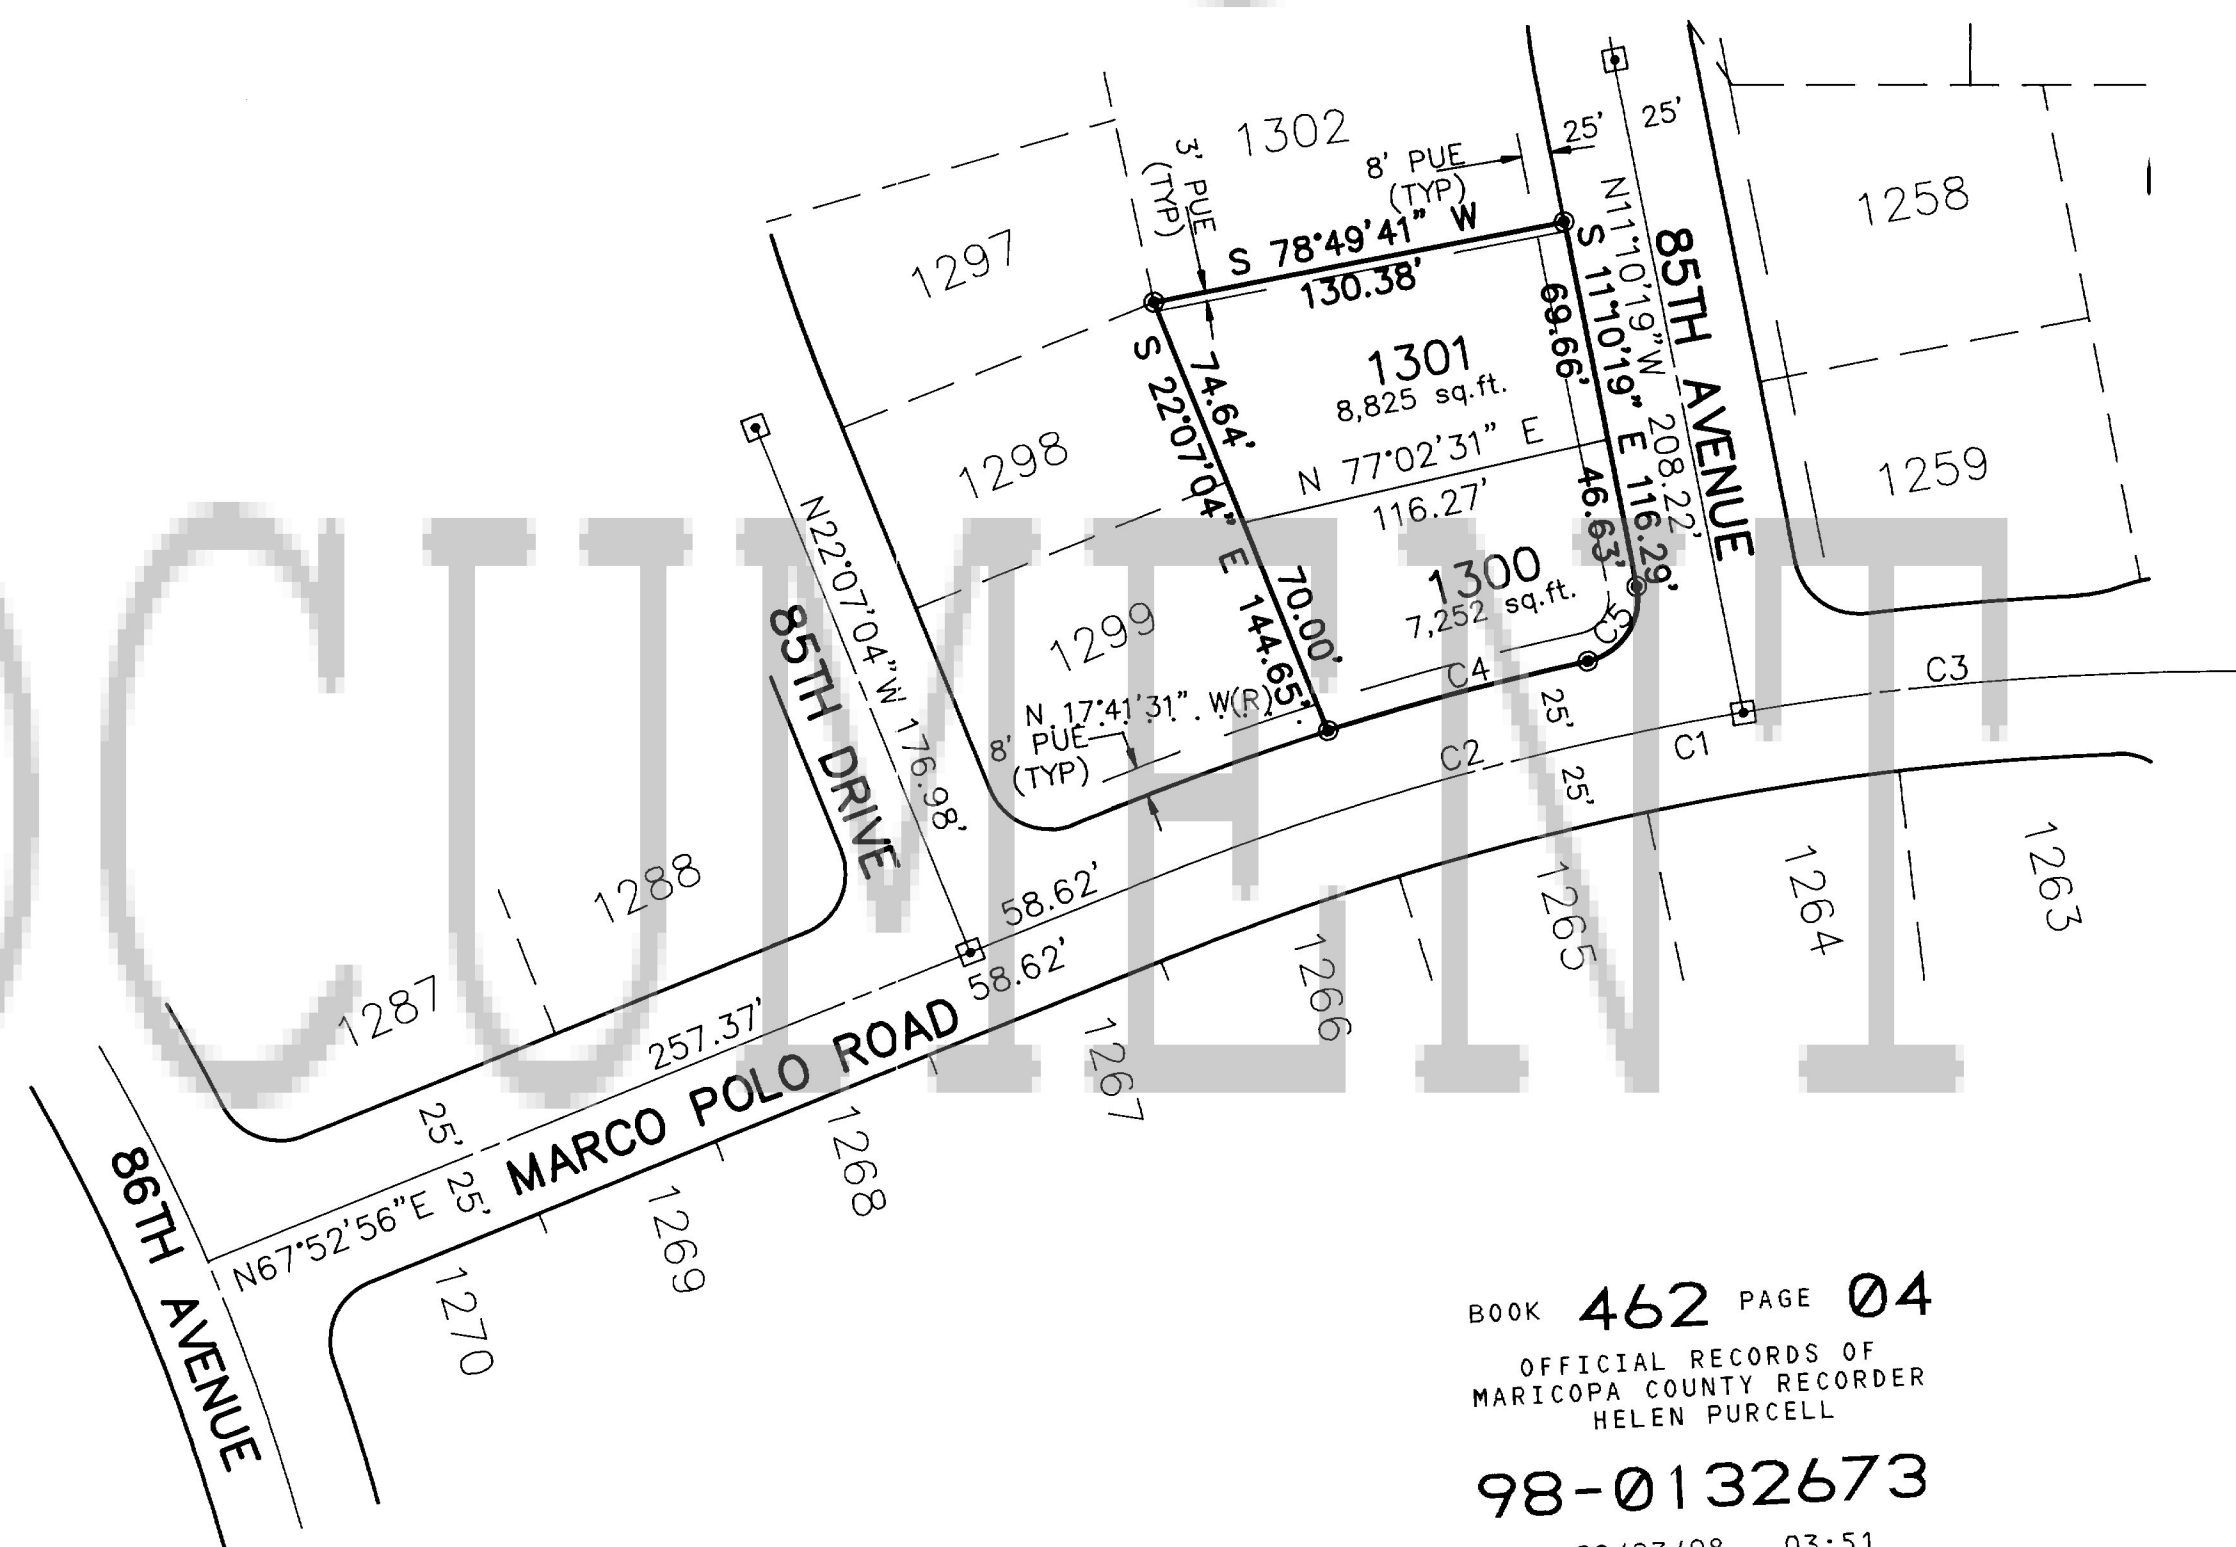 1302
25'
25'
8' PUE
(TYP)
3' PUE
(TYP)
1258
1297
S 78°49'41" W
130.38'
N11°10'19"W 208.22'
85TH AVENUE
S 11°10'19" E 116.29'
69.66'
1301
8,825 sq.ft.
74.64'
S 22°07'04" E 144.65'
1298
N 77°02'31" E
116.27'
46.63'
1259
1300
7,252 sq.ft.
70.00'
C5
C4
1299
N22°07'04"W 176.98'
85TH DRIVE
N 17°41'31" W(R)
8' PUE
(TYP)
25'
C3
C2
C1
25'
1288
58.62'
58.62'
1265
1264
1263
1287
257.37'
1266
MARCO POLO ROAD
1267
25'
25'
1268
N67°52'56"E
86TH AVENUE
1269
1270
DOCUMENT
BOOK 462 PAGE 04
OFFICIAL RECORDS OF
MARICOPA COUNTY RECORDER
HELEN PURCELL
98-0132673
03:51